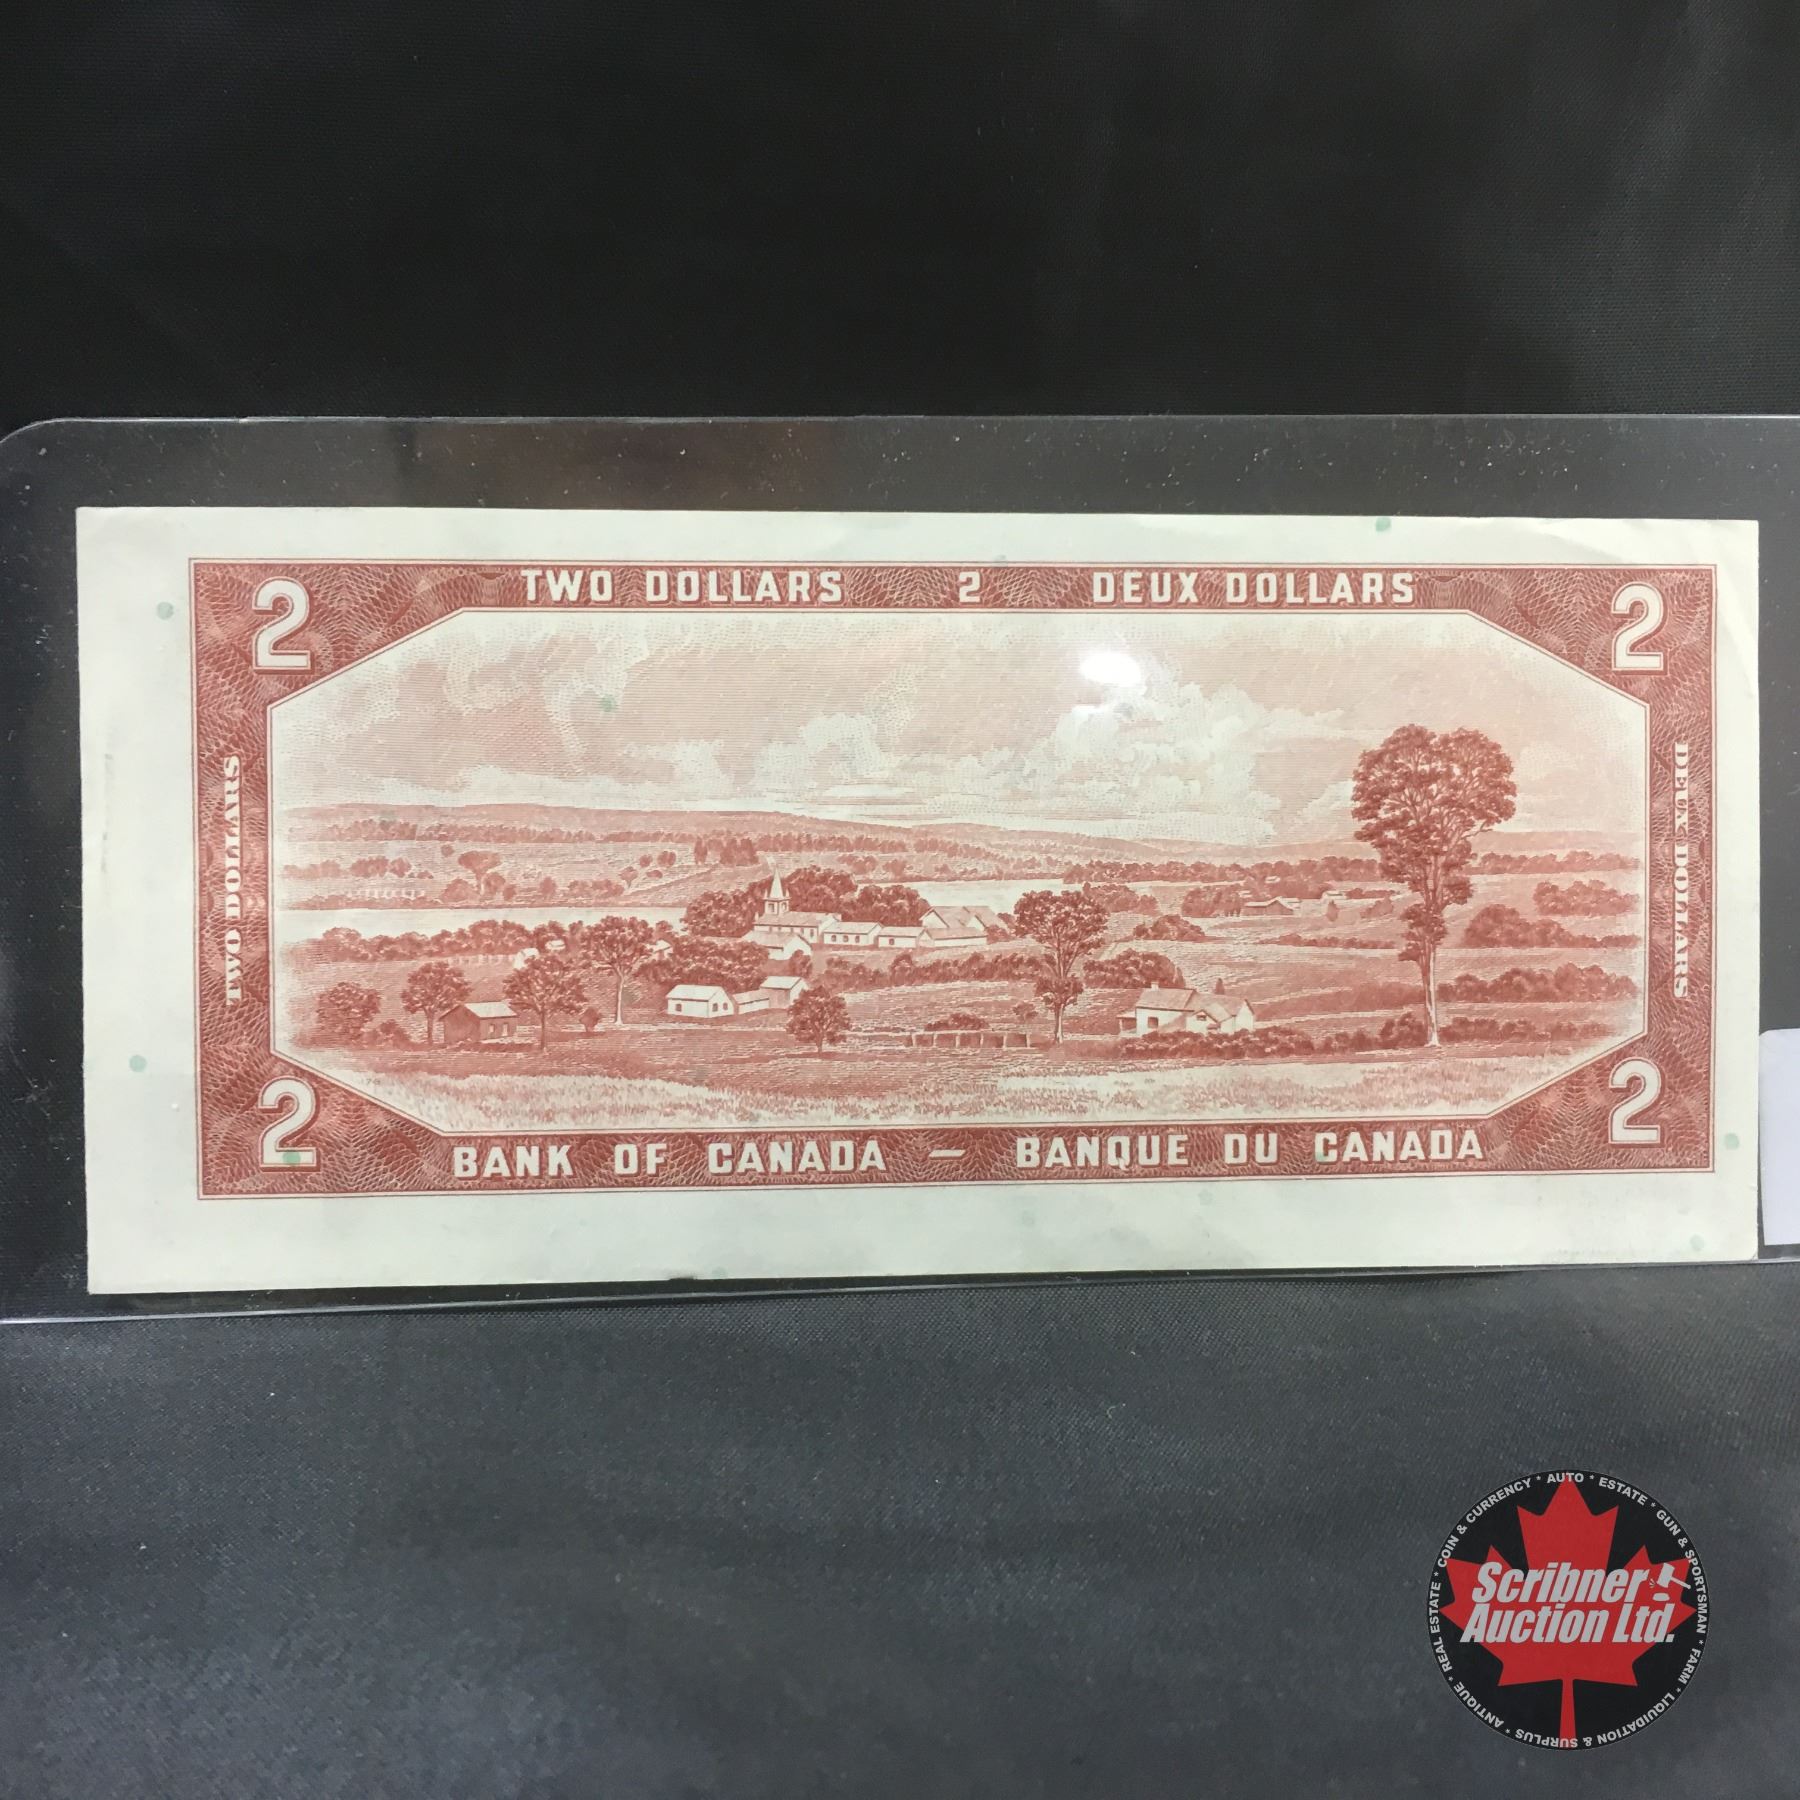 TWO DOLLARS 2 DEUX DOLLARS
2 2
TWO DOLLARS
DEUX DOLLARS
2 2
BANK OF CANADA — BANQUE DU CANADA
COIN & CURRENCY * AUTO * ESTATE * GUN & SPORTSMAN * FARM * LIQUIDATION & SURPLUS * ANTIQUE * REAL ESTATE *
Scribner
Auction Ltd.